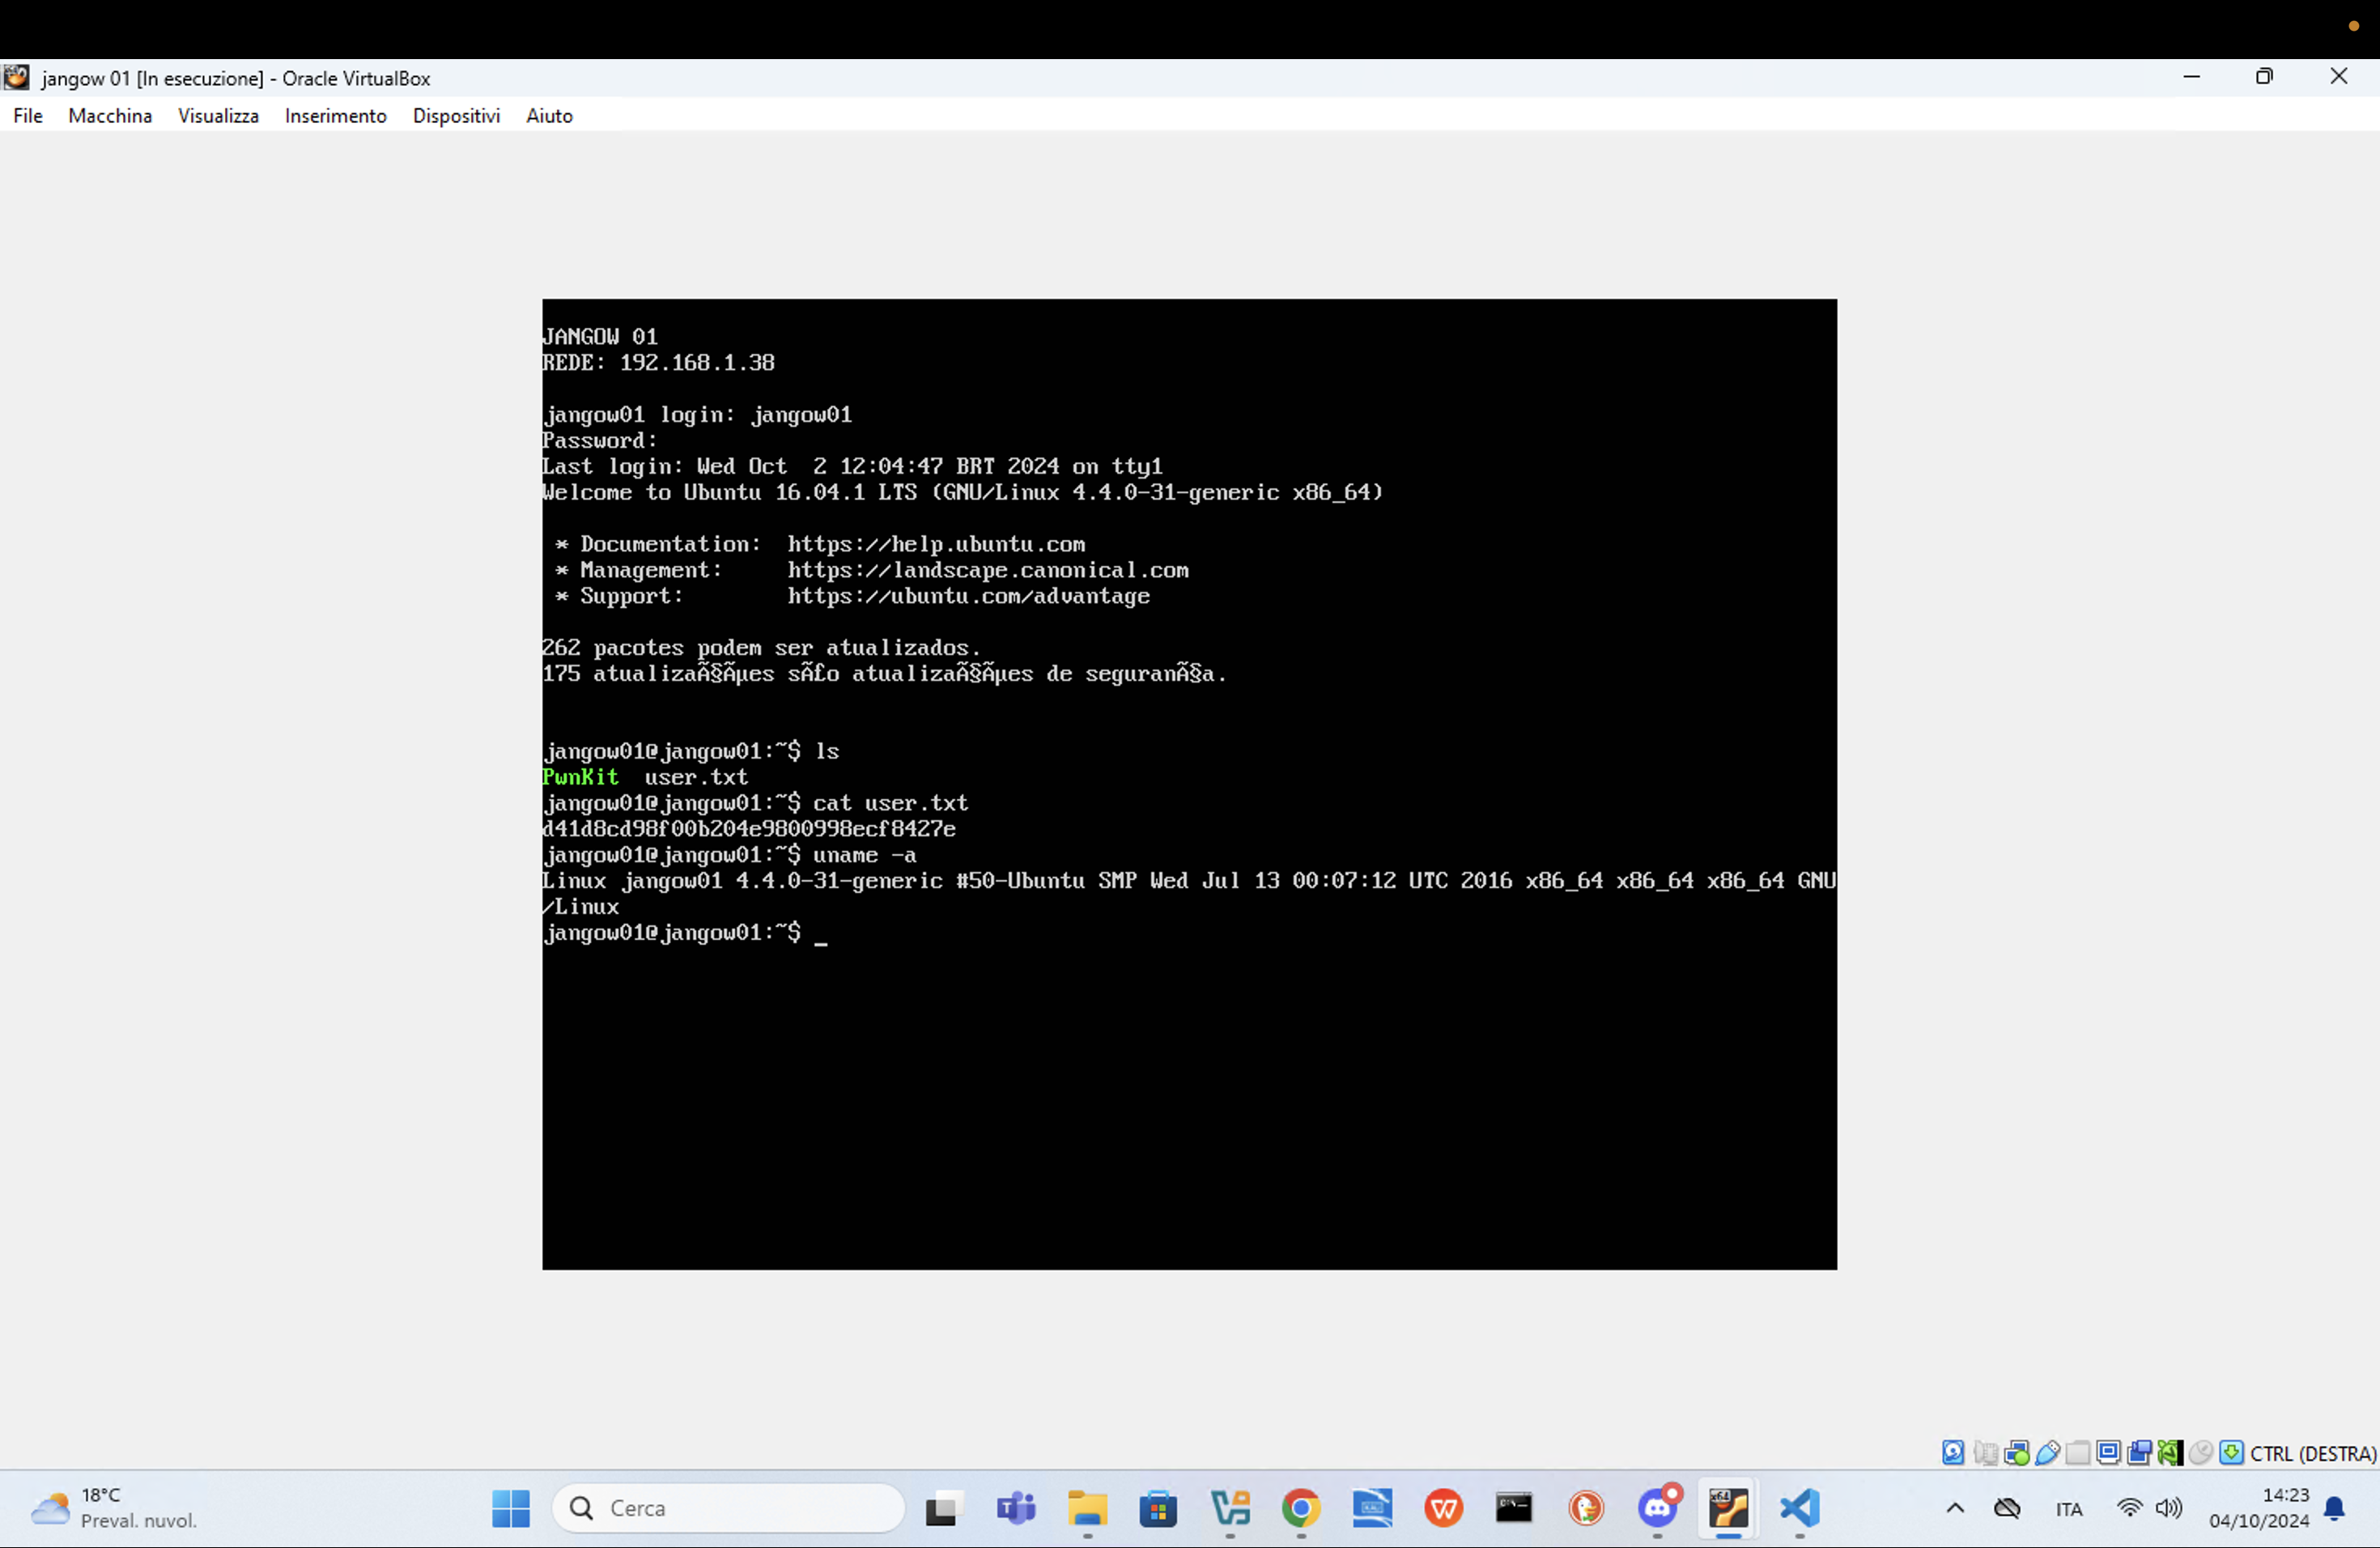 jangow 01 [In esecuzione] - Oracle VirtualBox
File Macchina Visualizza Inserimento Dispositivi Aiuto
JANGOW 01
REDE: 192.168.1.38
jangow01 login: jangow01
Password:
Last login: Wed Oct  2 12:04:47 BRT 2024 on tty1
Welcome to Ubuntu 16.04.1 LTS (GNU/Linux 4.4.0-31-generic x86_64)
* Documentation:  https://help.ubuntu.com
* Management:     https://landscape.canonical.com
* Support:        https://ubuntu.com/advantage
262 pacotes podem ser atualizados.
175 atualizaÃ§Ãµes sÃ£o atualizaÃ§Ãµes de seguranÃ§a.
jangow01@jangow01:~$ ls
PwnKit  user.txt
jangow01@jangow01:~$ cat user.txt
d41d8cd98f00b204e9800998ecf8427e
jangow01@jangow01:~$ uname -a
Linux jangow01 4.4.0-31-generic #50-Ubuntu SMP Wed Jul 13 00:07:12 UTC 2016 x86_64 x86_64 x86_64 GNU
/Linux
jangow01@jangow01:~$ _
CTRL (DESTRA)
18°C
Preval. nuvol.
Cerca
ITA
14:23
04/10/2024